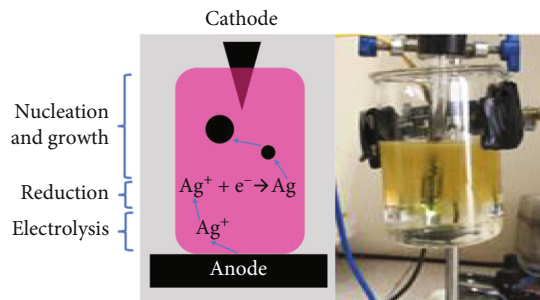 Cathode
Nucleation
and growth
Reduction
Electrolysis
Ag⁺ + e⁻ → Ag
Ag⁺
Anode